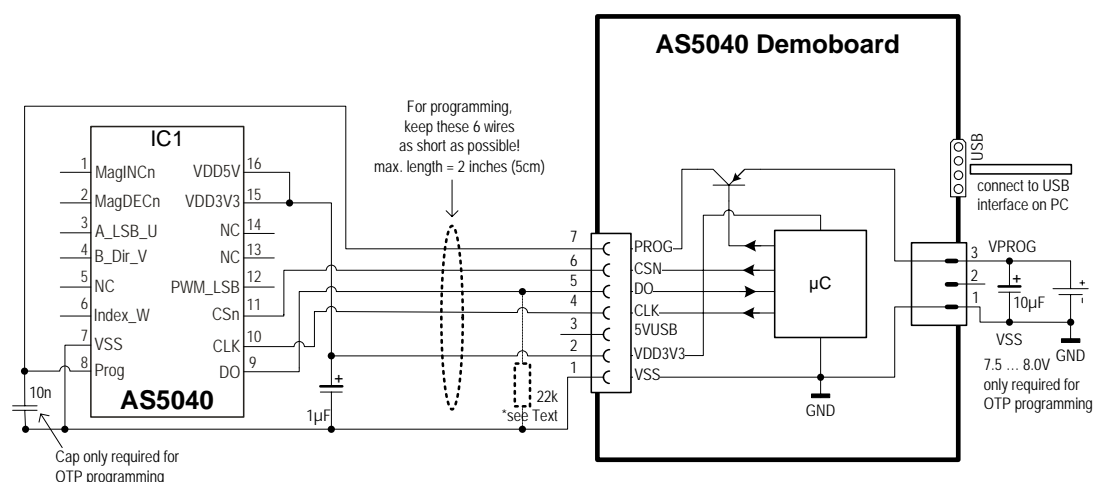 AS5040 Demoboard
For programming,
keep these 6 wires
as short as possible!
max. length = 2 inches (5cm)
IC1
1 MagINCn
2 MagDECn
3 A_LSB_U
4 B_Dir_V
5 NC
6 Index_W
7 VSS
8 Prog
VDD5V 16
VDD3V3 15
NC 14
NC 13
PWM_LSB 12
CSn 11
CLK 10
DO 9
AS5040
10n
Cap only required for
OTP programming
+
1µF
22k
*see Text
7 PROG
6 CSN
5 DO
4 CLK
3 5VUSB
2 VDD3V3
1 VSS
µC
GND
USB
connect to USB
interface on PC
3 VPROG
2
1
+
10µF
+
-
VSS
GND
7.5 ... 8.0V
only required for
OTP programming